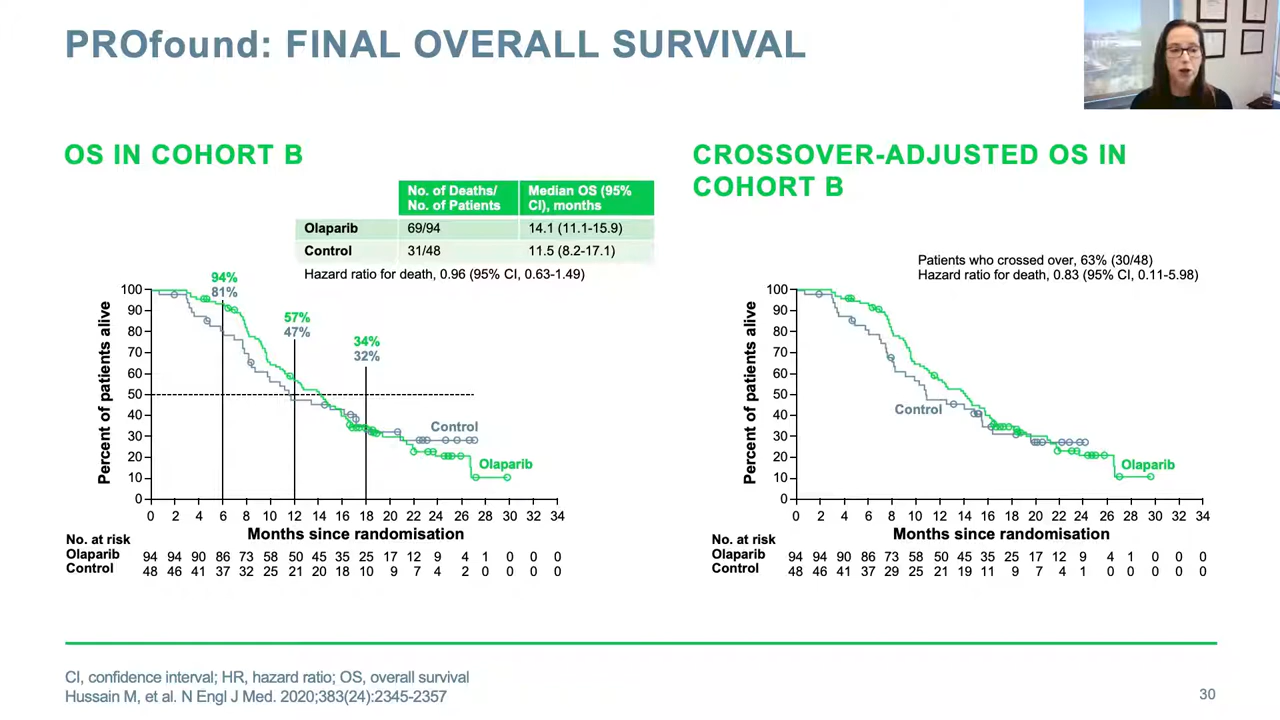 PROfound: FINAL OVERALL SURVIVAL
OS IN COHORT B
No. of Deaths/ No. of Patients
Median OS (95% CI), months
Olaparib 69/94 14.1 (11.1-15.9)
Control 31/48 11.5 (8.2-17.1)
Hazard ratio for death, 0.96 (95% CI, 0.63-1.49)
94%
81%
57%
47%
34%
32%
Percent of patients alive
100
90
80
70
60
50
40
30
20
10
0
Control
Olaparib
0 2 4 6 8 10 12 14 16 18 20 22 24 26 28 30 32 34
Months since randomisation
No. at risk
Olaparib 94 94 90 86 73 58 50 45 35 25 17 12 9 4 1 0 0 0
Control 48 46 41 37 32 25 21 20 18 10 9 7 4 2 0 0 0 0
CROSSOVER-ADJUSTED OS IN
COHORT B
Patients who crossed over, 63% (30/48)
Hazard ratio for death, 0.83 (95% CI, 0.11-5.98)
Percent of patients alive
100
90
80
70
60
50
40
30
20
10
0
Control
Olaparib
0 2 4 6 8 10 12 14 16 18 20 22 24 26 28 30 32 34
Months since randomisation
No. at risk
Olaparib 94 94 90 86 73 58 50 45 35 25 17 12 9 4 1 0 0 0
Control 48 46 41 37 29 25 21 19 11 9 7 4 1 0 0 0 0 0
CI, confidence interval; HR, hazard ratio; OS, overall survival
Hussain M, et al. N Engl J Med. 2020;383(24):2345-2357
30